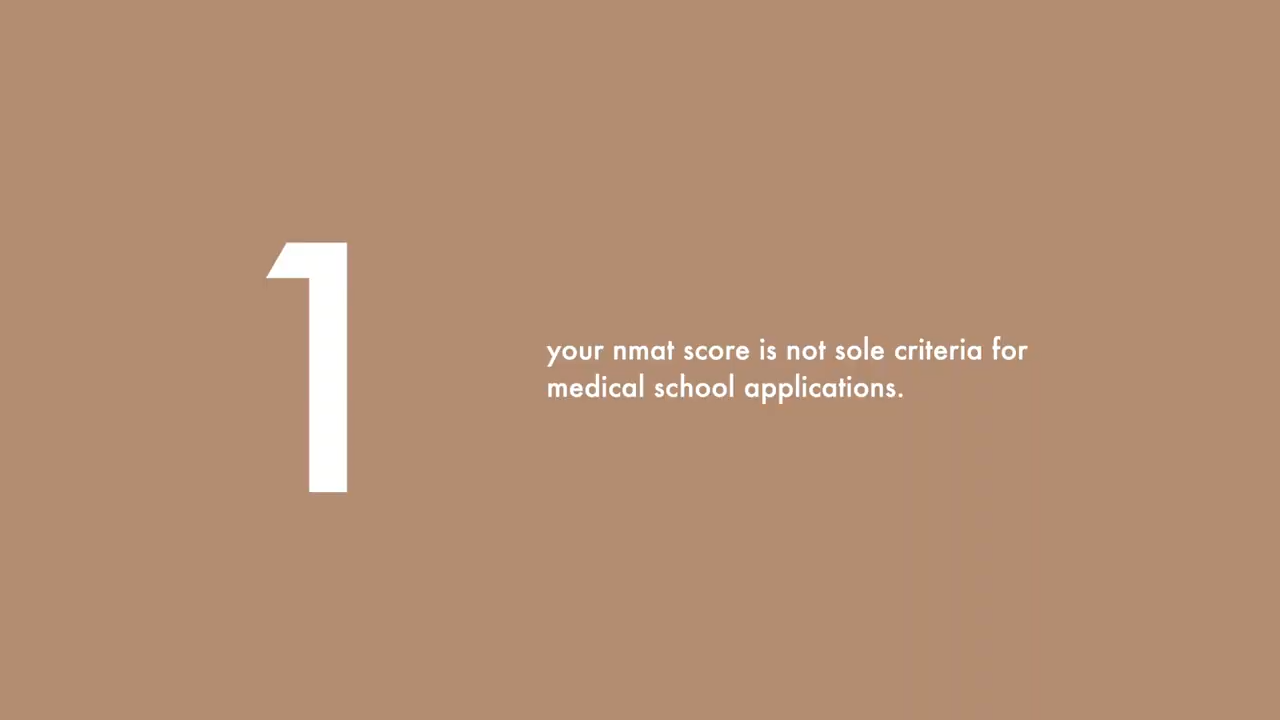 1
your nmat score is not sole criteria for
medical school applications.